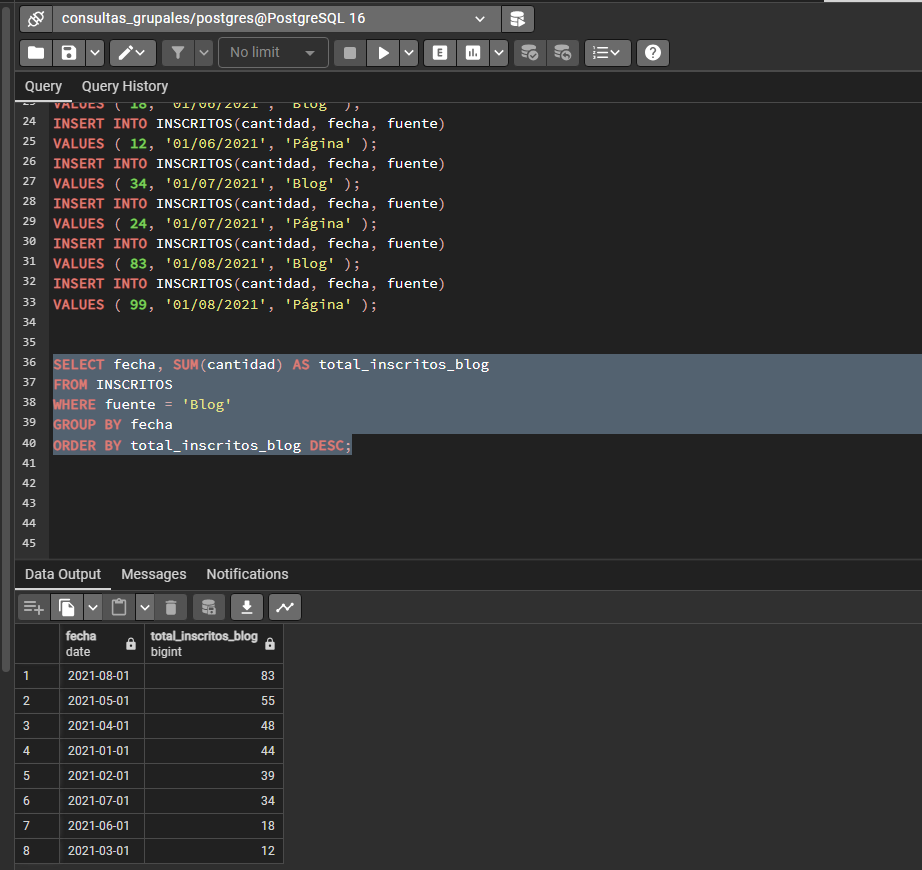 consultas_grupales/postgres@PostgreSQL 16
No limit
E
Query Query History
23 VALUES ( 18, '01/06/2021', 'Blog' );
24 INSERT INTO INSCRITOS(cantidad, fecha, fuente)
25 VALUES ( 12, '01/06/2021', 'Página' );
26 INSERT INTO INSCRITOS(cantidad, fecha, fuente)
27 VALUES ( 34, '01/07/2021', 'Blog' );
28 INSERT INTO INSCRITOS(cantidad, fecha, fuente)
29 VALUES ( 24, '01/07/2021', 'Página' );
30 INSERT INTO INSCRITOS(cantidad, fecha, fuente)
31 VALUES ( 83, '01/08/2021', 'Blog' );
32 INSERT INTO INSCRITOS(cantidad, fecha, fuente)
33 VALUES ( 99, '01/08/2021', 'Página' );
34
35
36 SELECT fecha, SUM(cantidad) AS total_inscritos_blog
37 FROM INSCRITOS
38 WHERE fuente = 'Blog'
39 GROUP BY fecha
40 ORDER BY total_inscritos_blog DESC;
41
42
43
44
45
Data Output Messages Notifications
fecha total_inscritos_blog
date bigint
1 2021-08-01 83
2 2021-05-01 55
3 2021-04-01 48
4 2021-01-01 44
5 2021-02-01 39
6 2021-07-01 34
7 2021-06-01 18
8 2021-03-01 12